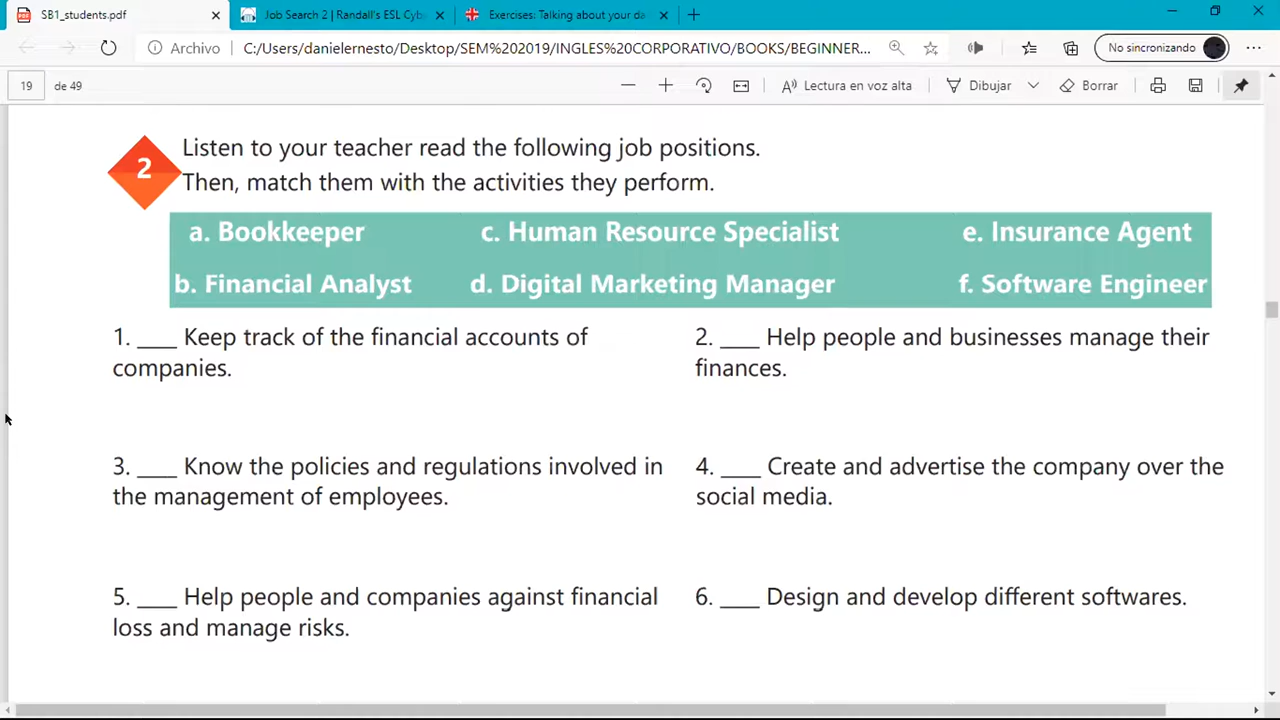 SB1_students.pdf
Job Search 2 | Randall's ESL Cyb
Exercises: Talking about your da
Archivo
C:/Users/danielernesto/Desktop/SEM%202019/INGLES%20CORPORATIVO/BOOKS/BEGINNER...
No sincronizando
19 de 49
Lectura en voz alta
Dibujar
Borrar
2
Listen to your teacher read the following job positions.
Then, match them with the activities they perform.
a. Bookkeeper c. Human Resource Specialist e. Insurance Agent
b. Financial Analyst d. Digital Marketing Manager f. Software Engineer
1. ____ Keep track of the financial accounts of
companies.
2. ____ Help people and businesses manage their
finances.
3. ____ Know the policies and regulations involved in
the management of employees.
4. ____ Create and advertise the company over the
social media.
5. ____ Help people and companies against financial
loss and manage risks.
6. ____ Design and develop different softwares.